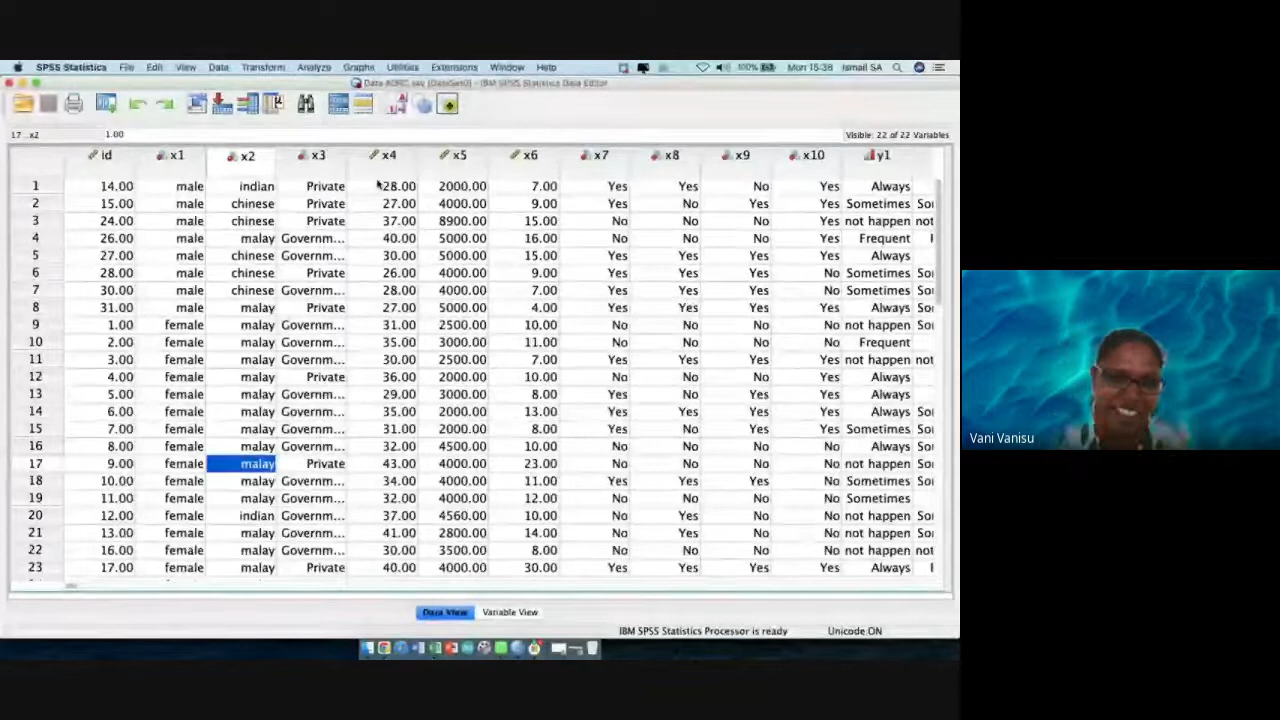 SPSS Statistics File Edit View Data Transform Analyze Graphs Utilities Extensions Window Help 100% Mon 15:38 Ismail SA
IBM SPSS Statistics Data Editor
17 : x2 1.00 Visible: 22 of 22 Variables
id x1 x2 x3 x4 x5 x6 x7 x8 x9 x10 y1
1 14.00 male indian Private 28.00 2000.00 7.00 Yes Yes No Yes Always
2 15.00 male chinese Private 27.00 4000.00 9.00 Yes No Yes Yes Sometimes Soi
3 24.00 male chinese Private 37.00 8900.00 15.00 No No No Yes not happen not
4 26.00 male malay Governm... 40.00 5000.00 16.00 No No No Yes Frequent F
5 27.00 male chinese Governm... 30.00 5000.00 15.00 Yes Yes Yes Yes Always
6 28.00 male chinese Private 26.00 4000.00 9.00 Yes Yes Yes No Sometimes Soi
7 30.00 male chinese Governm... 28.00 4000.00 7.00 Yes Yes Yes No Sometimes Soi
8 31.00 male malay Private 27.00 5000.00 4.00 Yes Yes Yes Yes Always Soi
9 1.00 female malay Governm... 31.00 2500.00 10.00 No No No No not happen Soi
10 2.00 female malay Governm... 35.00 3000.00 11.00 No No No No Frequent
11 3.00 female malay Governm... 30.00 2500.00 7.00 Yes Yes No Yes not happen Soi
12 4.00 female malay Private 36.00 2000.00 10.00 Yes No No Yes Always
13 5.00 female malay Governm... 29.00 3000.00 8.00 Yes No Yes Yes Always
14 6.00 female malay Governm... 35.00 2000.00 13.00 Yes Yes No Yes Always Soi
15 7.00 female malay Governm... 31.00 2000.00 8.00 Yes No Yes Yes Sometimes Soi
16 8.00 female malay Governm... 32.00 4500.00 10.00 No No No No Always Soi
17 9.00 female malay Private 43.00 4000.00 23.00 Yes Yes No No not happen Soi
18 10.00 female malay Governm... 34.00 4000.00 11.00 Yes Yes Yes No Sometimes Soi
19 11.00 female malay Governm... 32.00 4000.00 12.00 No No No No Sometimes
20 12.00 female indian Governm... 37.00 4560.00 10.00 No Yes No No not happen Soi
21 13.00 female malay Governm... 41.00 2800.00 14.00 No Yes No No not happen Soi
22 16.00 female malay Governm... 30.00 3500.00 8.00 No No No No not happen not
23 17.00 female malay Private 40.00 4000.00 30.00 Yes Yes Yes Yes Always F
Data View Variable View
IBM SPSS Statistics Processor is ready Unicode:ON
Vani Vanisu